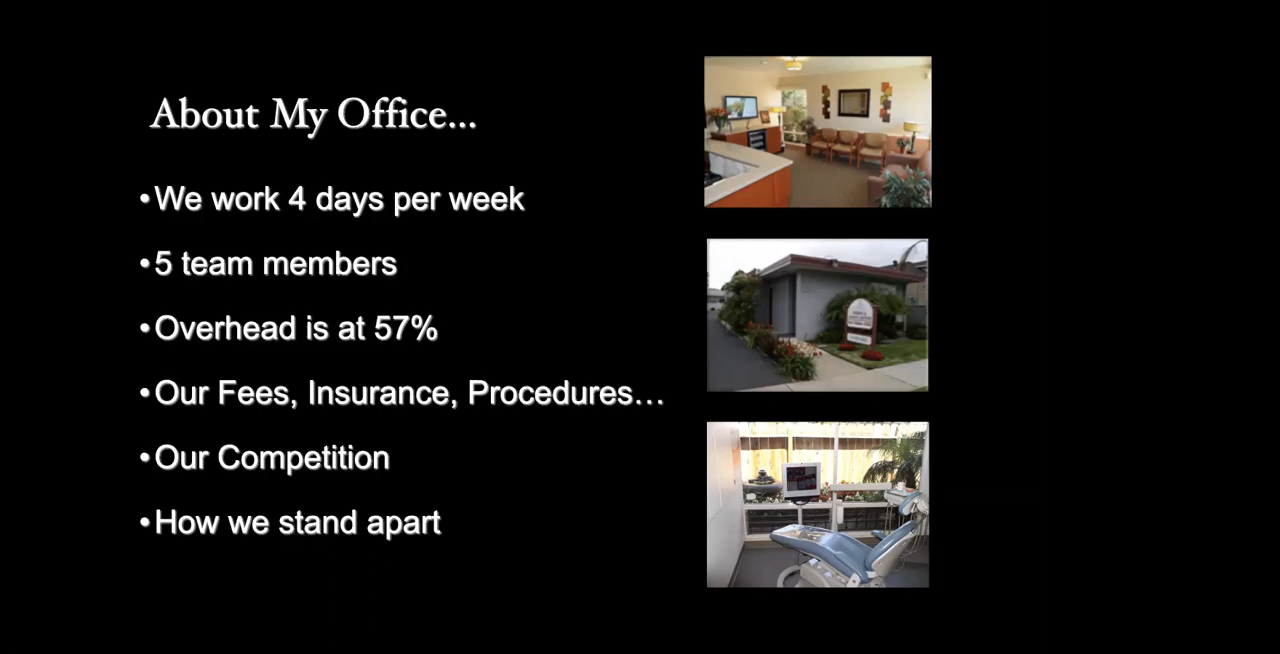 About My Office...
•We work 4 days per week
•5 team members
•Overhead is at 57%
•Our Fees, Insurance, Procedures…
•Our Competition
•How we stand apart